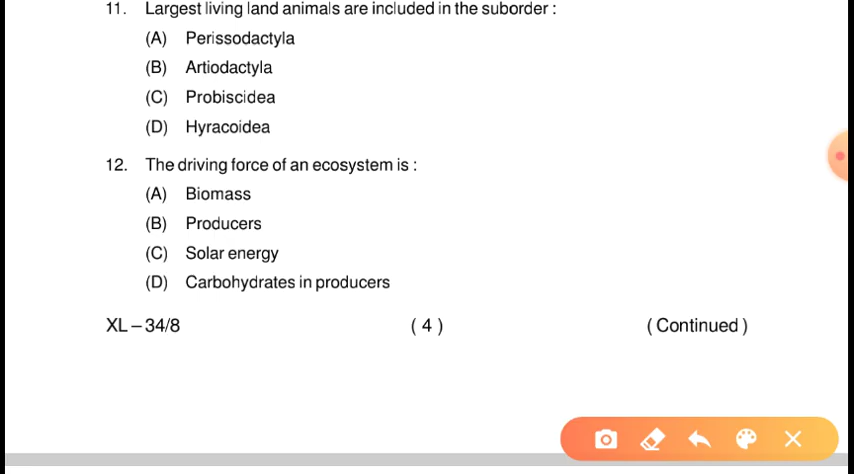 11. Largest living land animals are included in the suborder :
(A) Perissodactyla
(B) Artiodactyla
(C) Probiscidea
(D) Hyracoidea
12. The driving force of an ecosystem is :
(A) Biomass
(B) Producers
(C) Solar energy
(D) Carbohydrates in producers
XL – 34/8 ( 4 ) ( Continued )